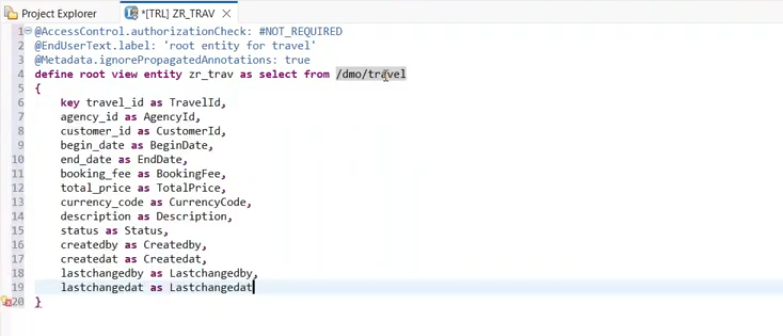 Project Explorer
*[TRL] ZR_TRAV
1 @AccessControl.authorizationCheck: #NOT_REQUIRED
2 @EndUserText.label: 'root entity for travel'
3 @Metadata.ignorePropagatedAnnotations: true
4 define root view entity zr_trav as select from /dmo/travel
5 {
6 key travel_id as TravelId,
7 agency_id as AgencyId,
8 customer_id as CustomerId,
9 begin_date as BeginDate,
10 end_date as EndDate,
11 booking_fee as BookingFee,
12 total_price as TotalPrice,
13 currency_code as CurrencyCode,
14 description as Description,
15 status as Status,
16 createdby as Createdby,
17 createdat as Createdat,
18 lastchangedby as Lastchangedby,
19 lastchangedat as Lastchangedat
20 }